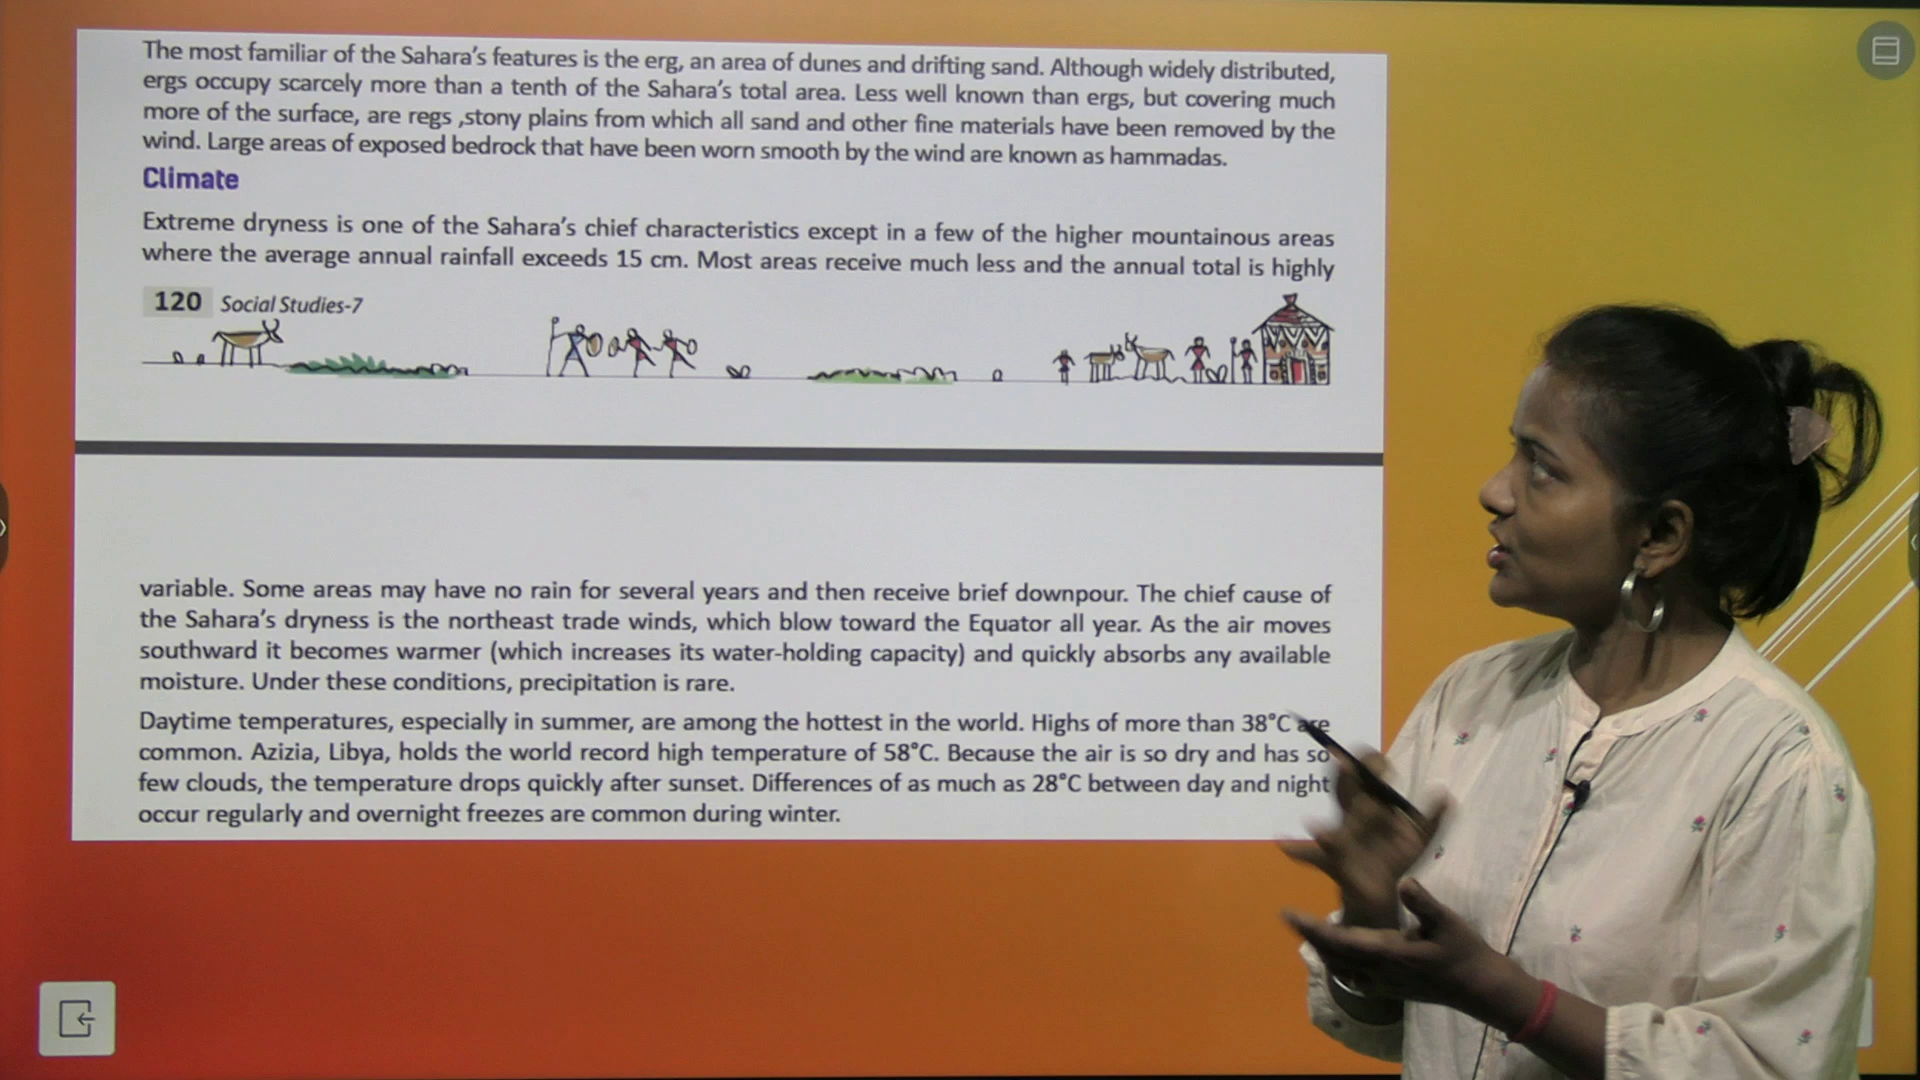 The most familiar of the Sahara's features is the erg, an area of dunes and drifting sand. Although widely distributed,
ergs occupy scarcely more than a tenth of the Sahara's total area. Less well known than ergs, but covering much
more of the surface, are regs ,stony plains from which all sand and other fine materials have been removed by the
wind. Large areas of exposed bedrock that have been worn smooth by the wind are known as hammadas.
Climate
Extreme dryness is one of the Sahara's chief characteristics except in a few of the higher mountainous areas
where the average annual rainfall exceeds 15 cm. Most areas receive much less and the annual total is highly
120 Social Studies-7
variable. Some areas may have no rain for several years and then receive brief downpour. The chief cause of
the Sahara's dryness is the northeast trade winds, which blow toward the Equator all year. As the air moves
southward it becomes warmer (which increases its water-holding capacity) and quickly absorbs any available
moisture. Under these conditions, precipitation is rare.
Daytime temperatures, especially in summer, are among the hottest in the world. Highs of more than 38°C are
common. Azizia, Libya, holds the world record high temperature of 58°C. Because the air is so dry and has so
few clouds, the temperature drops quickly after sunset. Differences of as much as 28°C between day and night
occur regularly and overnight freezes are common during winter.